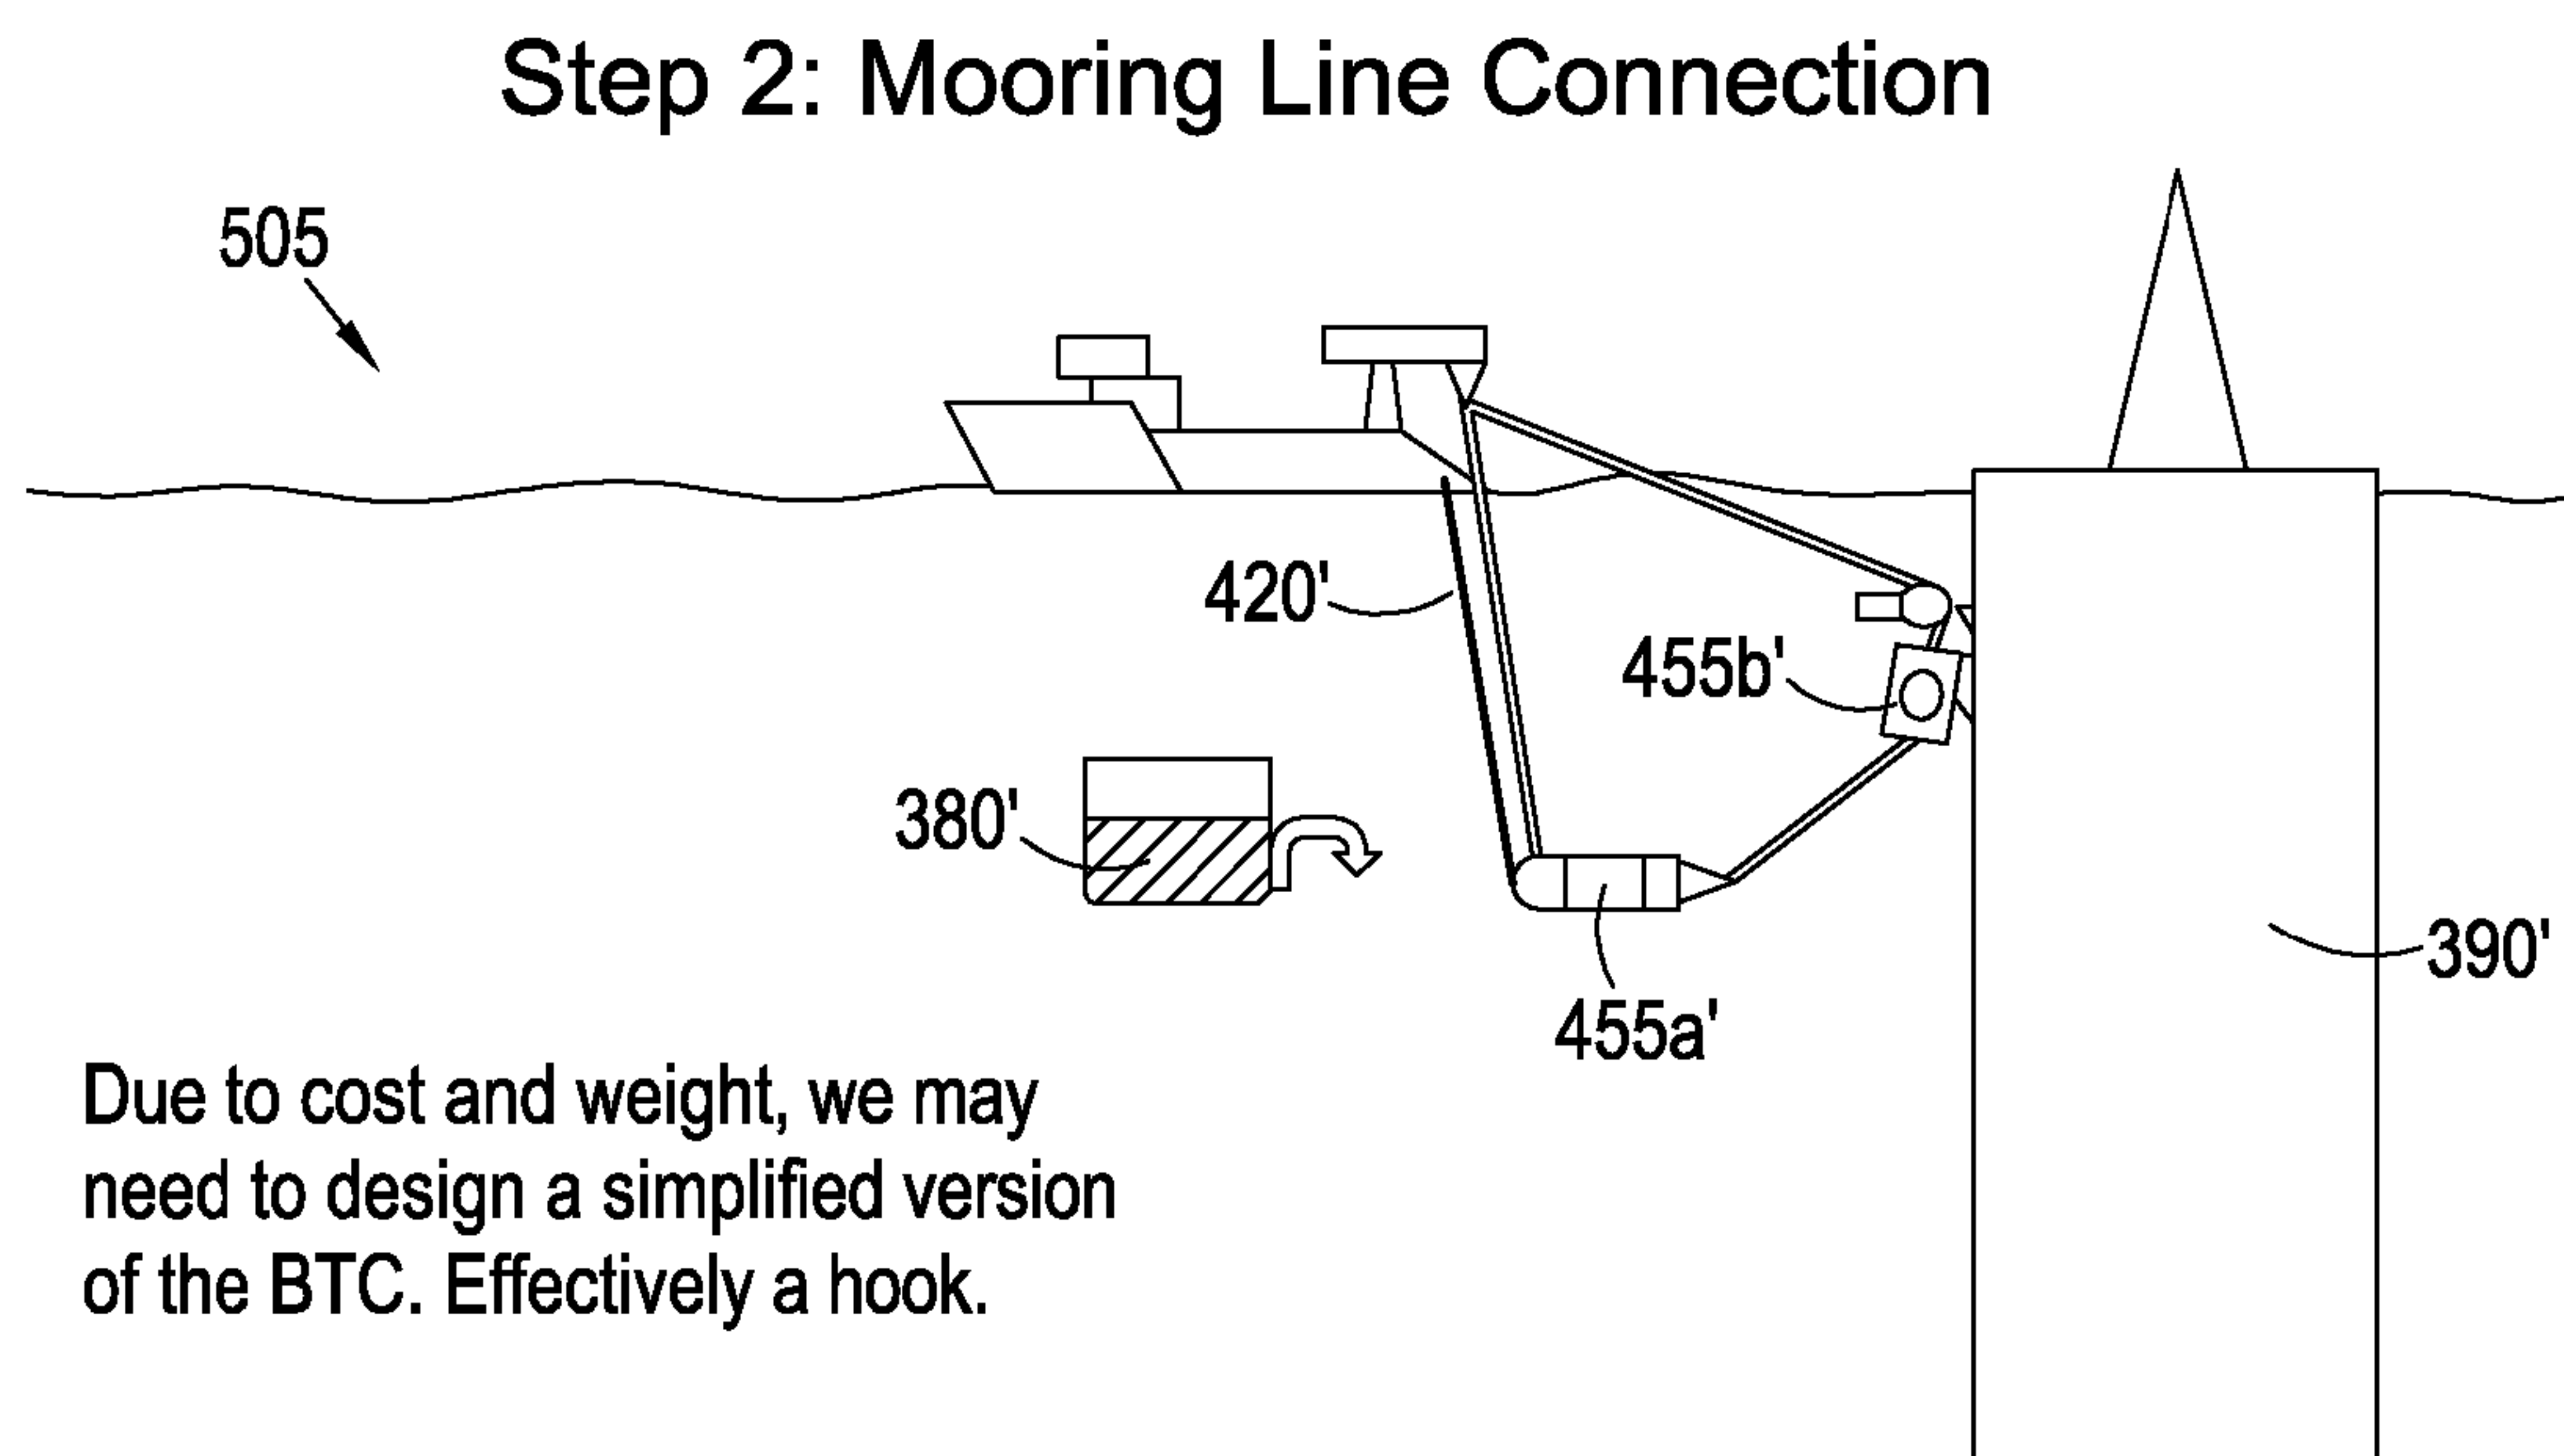 Step 2: Mooring Line Connection
505
420'
455b'
380'
390'
455a'
Due to cost and weight, we may
need to design a simplified version
of the BTC. Effectively a hook.